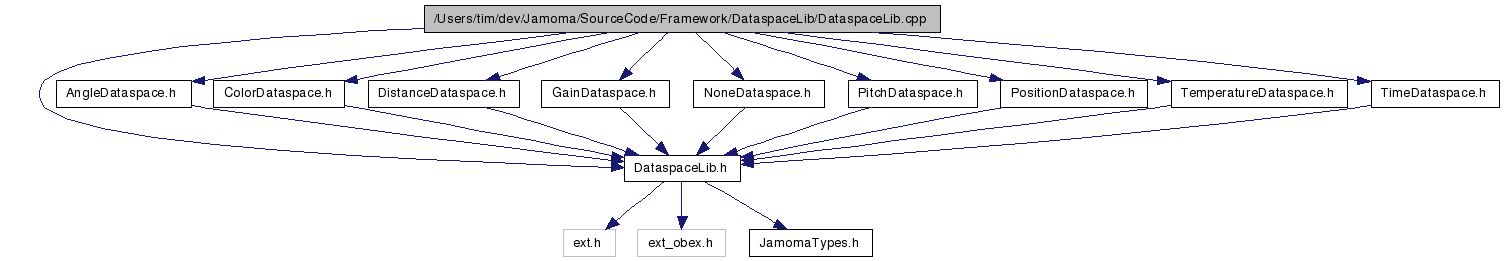 /Users/tim/dev/Jamoma/SourceCode/Framework/DataspaceLib/DataspaceLib.cpp
AngleDataspace.h
ColorDataspace.h
DistanceDataspace.h
GainDataspace.h
NoneDataspace.h
PitchDataspace.h
PositionDataspace.h
TemperatureDataspace.h
TimeDataspace.h
DataspaceLib.h
ext.h
ext_obex.h
JamomaTypes.h